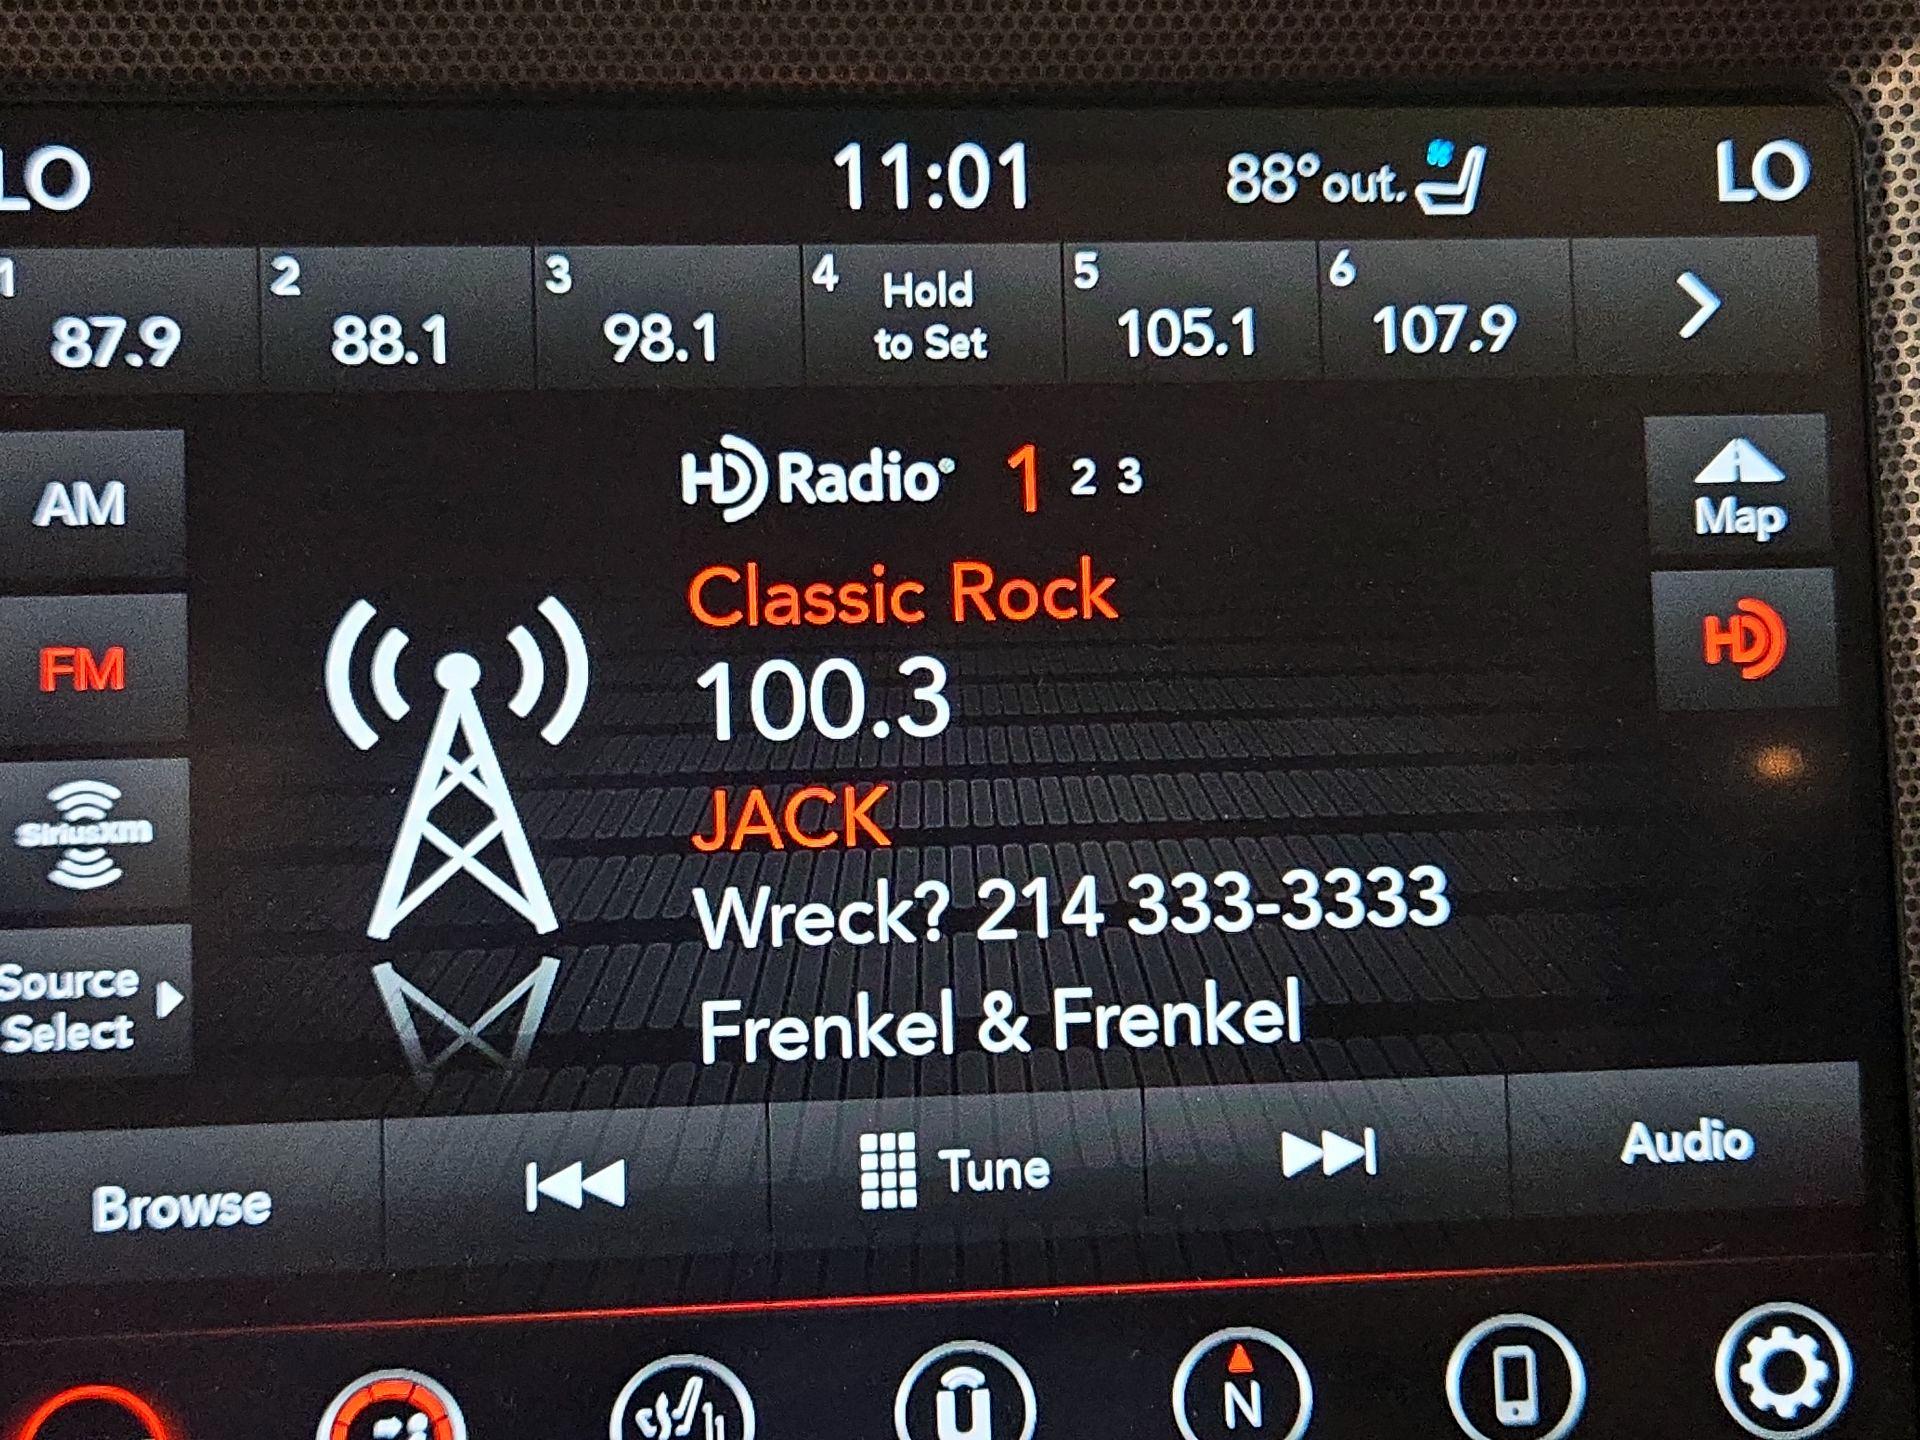 LO 11:01 88° out. LO
1 87.9
2 88.1
3 98.1
4 Hold to Set
5 105.1
6 107.9
HD Radio® 1 2 3
Map
AM
Classic Rock
HD
FM
100.3
JACK
SiriusXM
Wreck? 214 333-3333
Source
Select
Frenkel & Frenkel
Browse
Tune
Audio
U
N